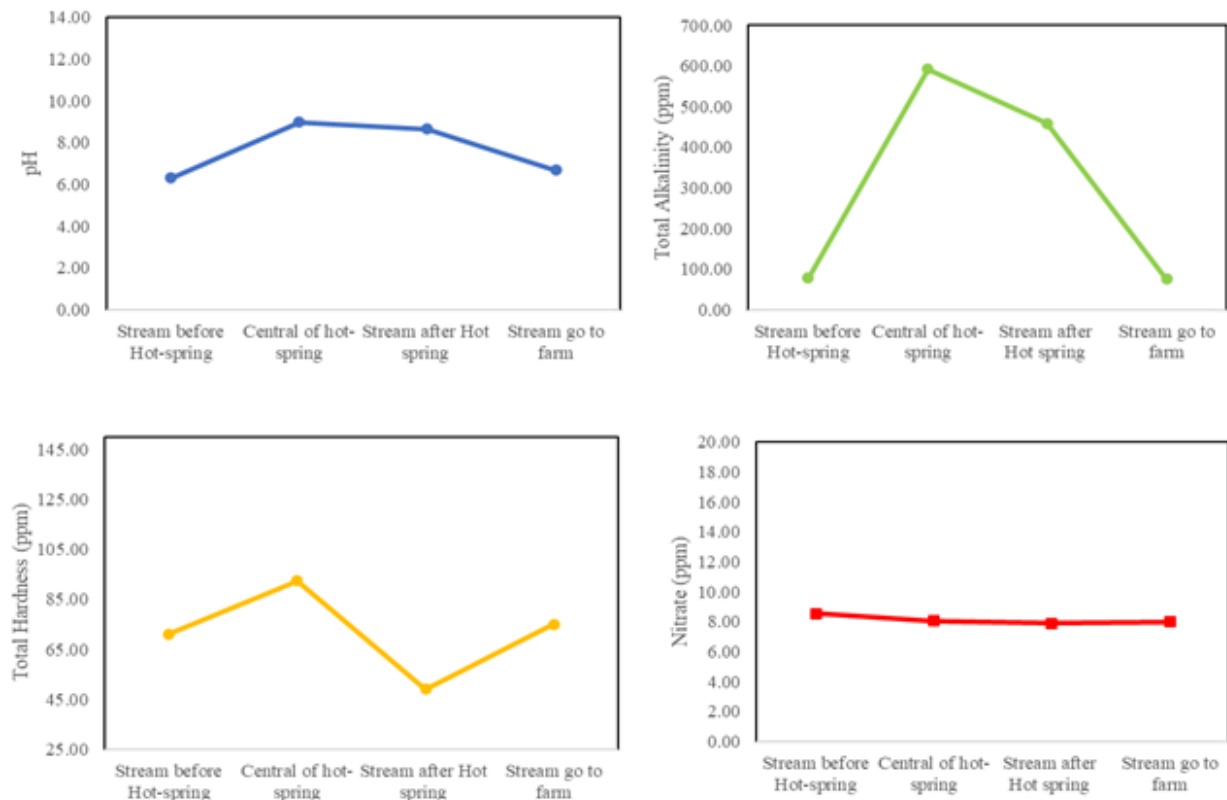 14.00
12.00
10.00
8.00
6.00
4.00
2.00
0.00
pH
Stream before
Hot-spring
Central of hot-
spring
Stream after Hot
spring
Stream go to
farm
700.00
600.00
500.00
400.00
300.00
200.00
100.00
0.00
Total Alkalinity (ppm)
Stream before
Hot-spring
Central of hot-
spring
Stream after
Hot spring
Stream go to
farm
145.00
125.00
105.00
85.00
65.00
45.00
25.00
Total Hardness (ppm)
Stream before
Hot-spring
Central of hot-
spring
Stream after Hot
spring
Stream go to
farm
20.00
18.00
16.00
14.00
12.00
10.00
8.00
6.00
4.00
2.00
0.00
Nitrate (ppm)
Stream before
Hot-spring
Central of hot-
spring
Stream after
Hot spring
Stream go to
farm